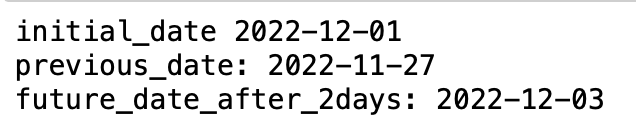 initial_date 2022-12-01
previous_date: 2022-11-27
future_date_after_2days: 2022-12-03